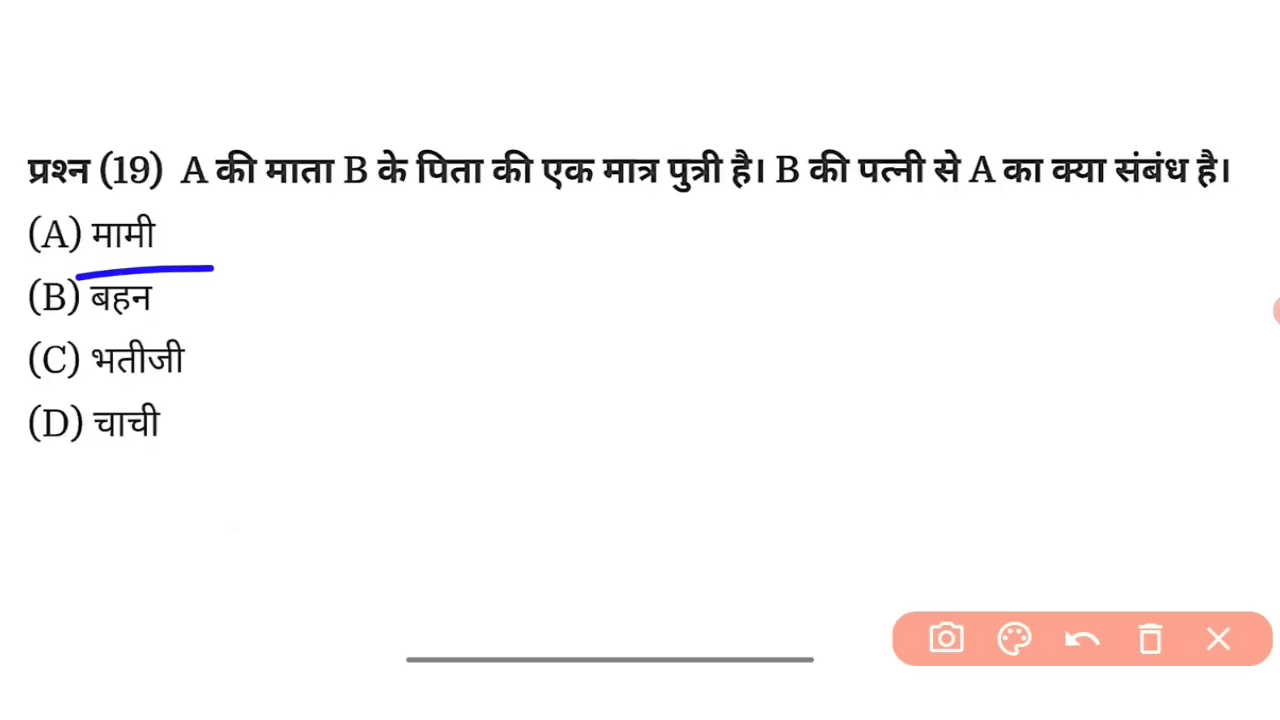 प्रश्न (19) A की माता B के पिता की एक मात्र पुत्री है। B की पत्नी से A का क्या संबंध है।
(A) मामी
(B) बहन
(C) भतीजी
(D) चाची